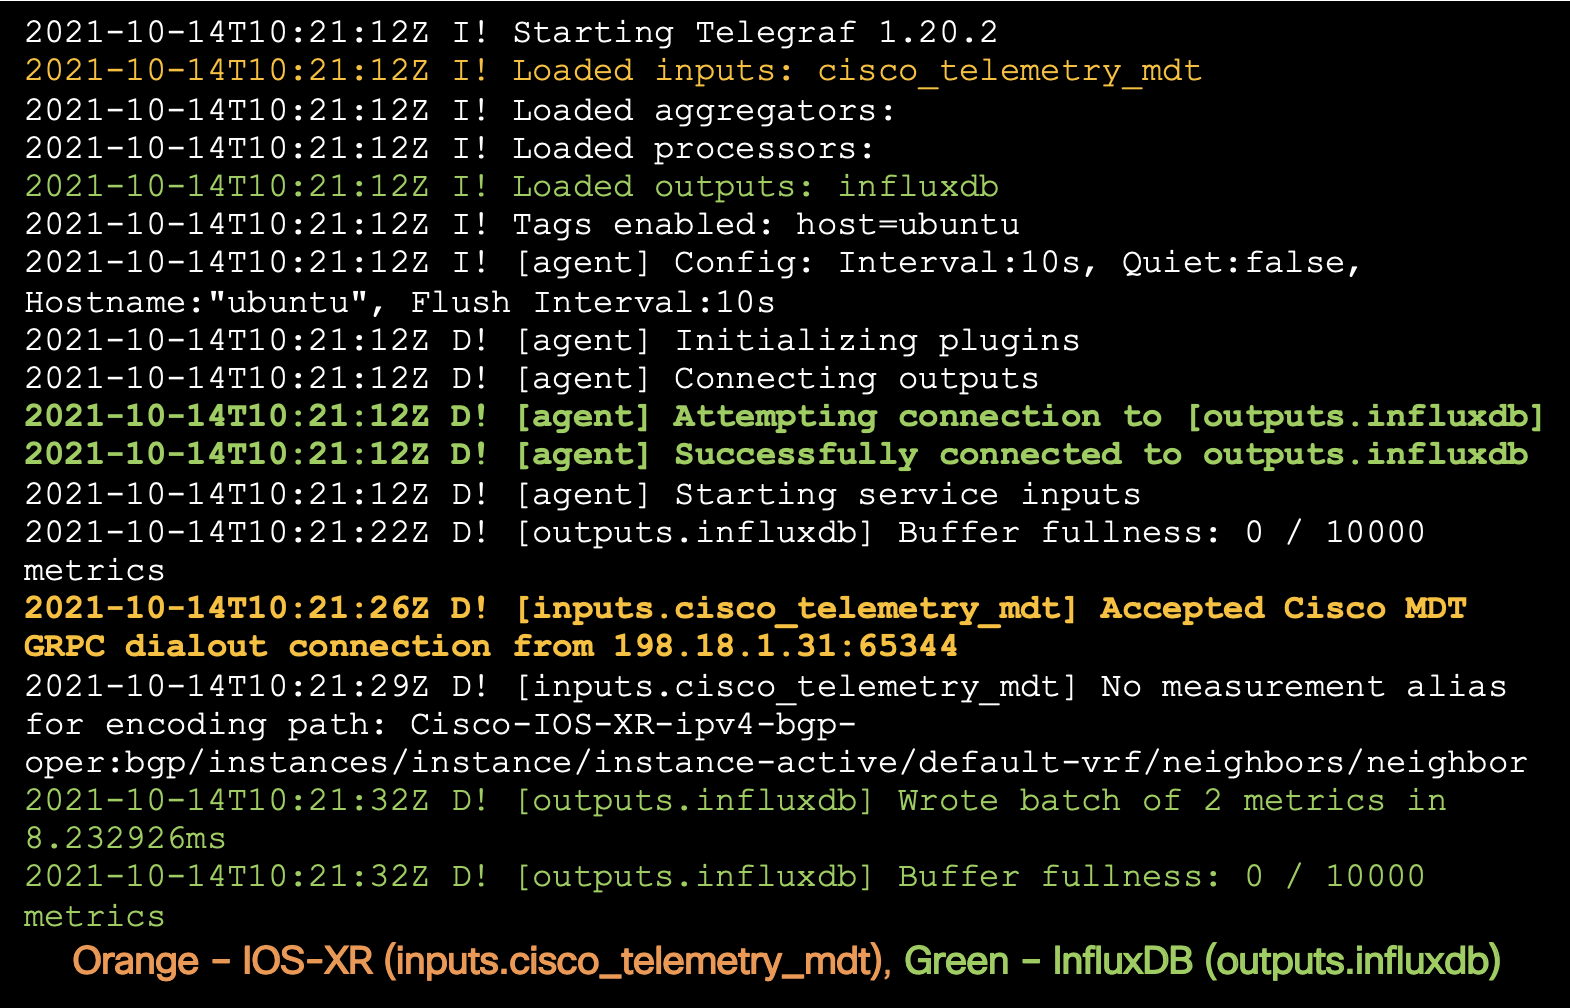 2021-10-14T10:21:12Z I! Starting Telegraf 1.20.2
2021-10-14T10:21:12Z I! Loaded inputs: cisco_telemetry_mdt
2021-10-14T10:21:12Z I! Loaded aggregators:
2021-10-14T10:21:12Z I! Loaded processors:
2021-10-14T10:21:12Z I! Loaded outputs: influxdb
2021-10-14T10:21:12Z I! Tags enabled: host=ubuntu
2021-10-14T10:21:12Z I! [agent] Config: Interval:10s, Quiet:false,
Hostname:"ubuntu", Flush Interval:10s
2021-10-14T10:21:12Z D! [agent] Initializing plugins
2021-10-14T10:21:12Z D! [agent] Connecting outputs
2021-10-14T10:21:12Z D! [agent] Attempting connection to [outputs.influxdb]
2021-10-14T10:21:12Z D! [agent] Successfully connected to outputs.influxdb
2021-10-14T10:21:12Z D! [agent] Starting service inputs
2021-10-14T10:21:22Z D! [outputs.influxdb] Buffer fullness: 0 / 10000
metrics
2021-10-14T10:21:26Z D! [inputs.cisco_telemetry_mdt] Accepted Cisco MDT
GRPC dialout connection from 198.18.1.31:65344
2021-10-14T10:21:29Z D! [inputs.cisco_telemetry_mdt] No measurement alias
for encoding path: Cisco-IOS-XR-ipv4-bgp-
oper:bgp/instances/instance/instance-active/default-vrf/neighbors/neighbor
2021-10-14T10:21:32Z D! [outputs.influxdb] Wrote batch of 2 metrics in
8.232926ms
2021-10-14T10:21:32Z D! [outputs.influxdb] Buffer fullness: 0 / 10000
metrics
Orange – IOS-XR (inputs.cisco_telemetry_mdt), Green – InfluxDB (outputs.influxdb)